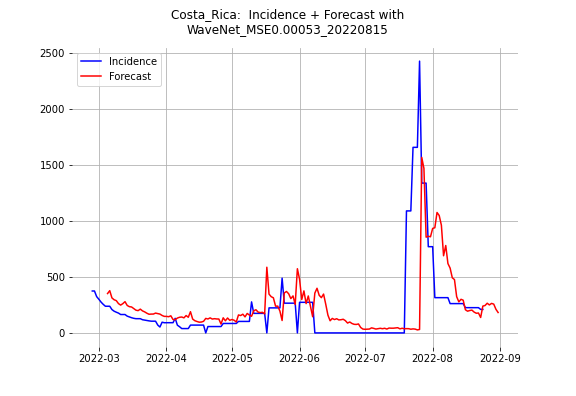 Costa_Rica:  Incidence + Forecast with
WaveNet_MSE0.00053_20220815
Incidence
Forecast
2500
2000
1500
1000
500
0
2022-03 2022-04 2022-05 2022-06 2022-07 2022-08 2022-09